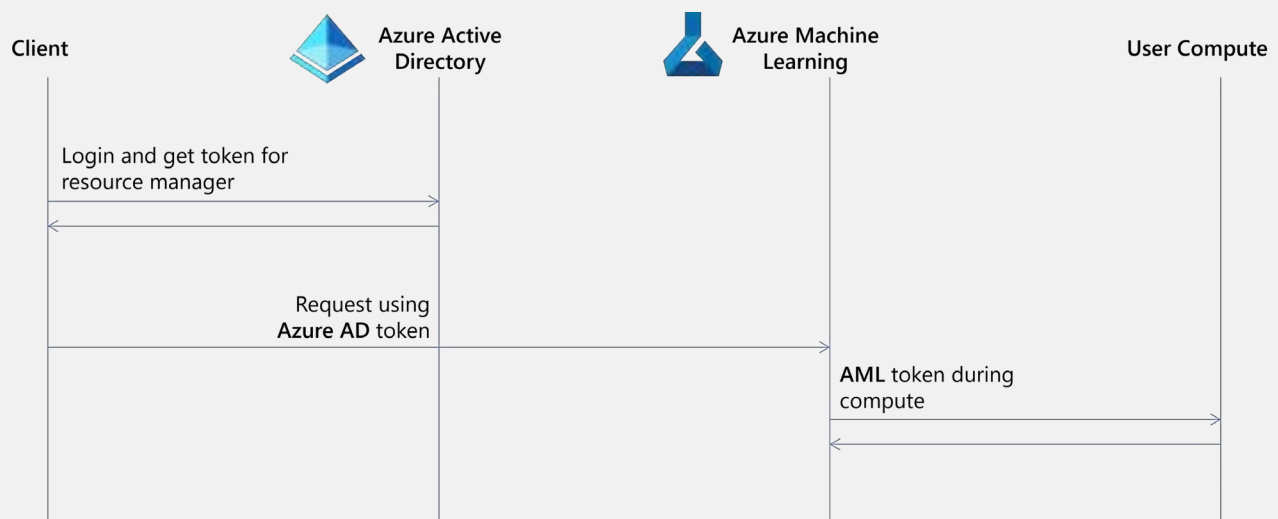 Client
Azure Active
Directory
Azure Machine
Learning
User Compute
Login and get token for
resource manager
Request using
Azure AD token
AML token during
compute